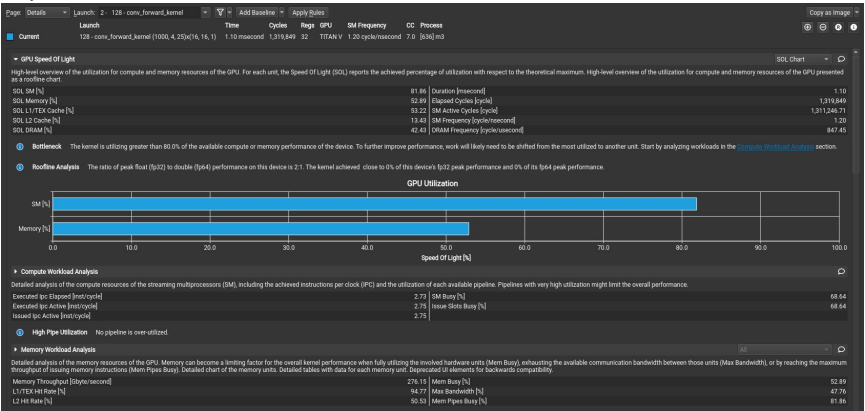 Page: Details Launch: 2 - 128 - conv_forward_kernel Add Baseline Apply Rules Copy as Image
Launch Time Cycles Regs GPU SM Frequency CC Process
Current 128 - conv_forward_kernel (1000, 4, 25)x(16, 16, 1) 1.10 msecond 1,319,849 32 TITAN V 1.20 cycle/nsecond 7.0 [636] m3
GPU Speed Of Light SOL Chart
High-level overview of the utilization for compute and memory resources of the GPU. For each unit, the Speed Of Light (SOL) reports the achieved percentage of utilization with respect to the theoretical maximum. High-level overview of the utilization for compute and memory resources of the GPU presented
as a roofline chart.
SOL SM [%] 81.86 Duration [msecond] 1.10
SOL Memory [%] 52.89 Elapsed Cycles [cycle] 1,319,849
SOL L1/TEX Cache [%] 53.22 SM Active Cycles [cycle] 1,311,246.71
SOL L2 Cache [%] 13.43 SM Frequency [cycle/nsecond] 1.20
SOL DRAM [%] 42.43 DRAM Frequency [cycle/usecond] 847.45
Bottleneck The kernel is utilizing greater than 80.0% of the available compute or memory performance of the device. To further improve performance, work will likely need to be shifted from the most utilized to another unit. Start by analyzing workloads in the Compute Workload Analysis section.
Roofline Analysis The ratio of peak float (fp32) to double (fp64) performance on this device is 2:1. The kernel achieved close to 0% of this device's fp32 peak performance and 0% of its fp64 peak performance.
GPU Utilization
SM [%]
Memory [%]
0.0 10.0 20.0 30.0 40.0 50.0 60.0 70.0 80.0 90.0 100.0
Speed Of Light [%]
Compute Workload Analysis
Detailed analysis of the compute resources of the streaming multiprocessors (SM), including the achieved instructions per clock (IPC) and the utilization of each available pipeline. Pipelines with very high utilization might limit the overall performance.
Executed Ipc Elapsed [inst/cycle] 2.73 SM Busy [%] 68.64
Executed Ipc Active [inst/cycle] 2.75 Issue Slots Busy [%] 68.64
Issued Ipc Active [inst/cycle] 2.75
High Pipe Utilization No pipeline is over-utilized.
Memory Workload Analysis All
Detailed analysis of the memory resources of the GPU. Memory can become a limiting factor for the overall kernel performance when fully utilizing the involved hardware units (Mem Busy), exhausting the available communication bandwidth between those units (Max Bandwidth), or by reaching the maximum
throughput of issuing memory instructions (Mem Pipes Busy). Detailed chart of the memory units. Detailed tables with data for each memory unit. Deprecated UI elements for backwards compatibility.
Memory Throughput [Gbyte/second] 276.15 Mem Busy [%] 52.89
L1/TEX Hit Rate [%] 94.77 Max Bandwidth [%] 47.76
L2 Hit Rate [%] 50.53 Mem Pipes Busy [%] 81.86